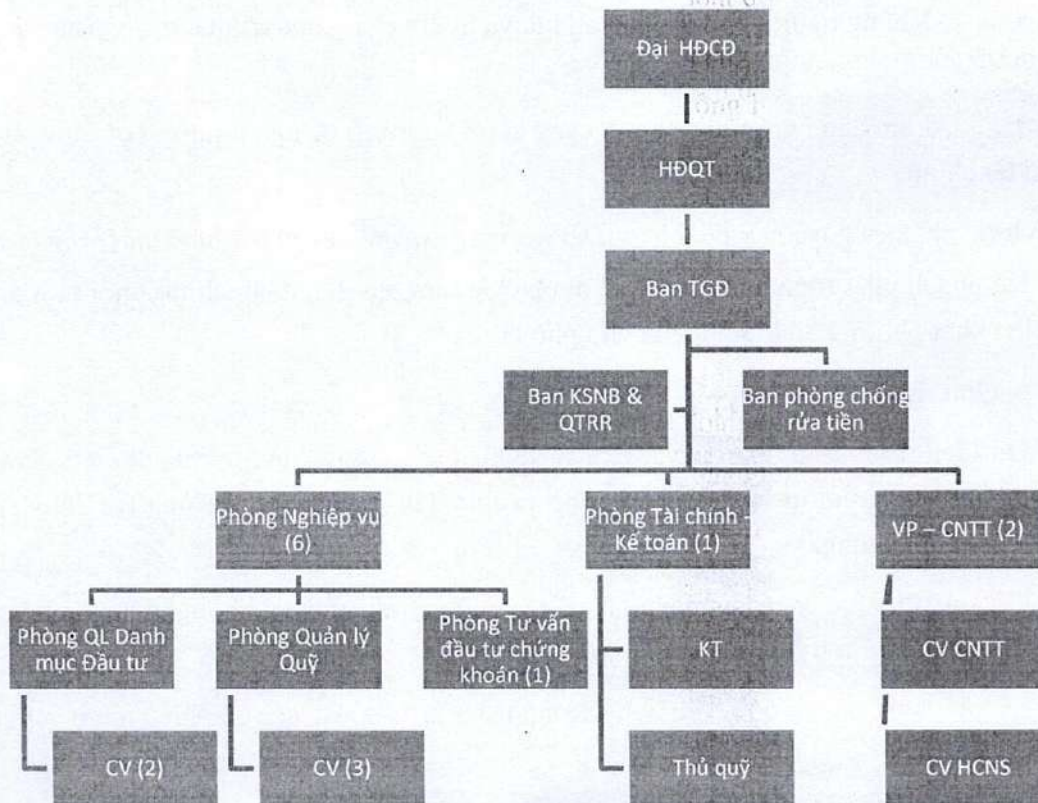 Đại HĐCĐ
HĐQT
Ban TGĐ
Ban KSNB &
QTRR
Ban phòng chống
rửa tiền
Phòng Nghiệp vụ
(6)
Phòng Tài chính -
Kế toán (1)
VP – CNTT (2)
Phòng QL Danh
mục Đầu tư
Phòng Quản lý
Quỹ
Phòng Tư vấn
đầu tư chứng
khoán (1)
KT
CV CNTT
CV (2)
CV (3)
Thủ quỹ
CV HCNS